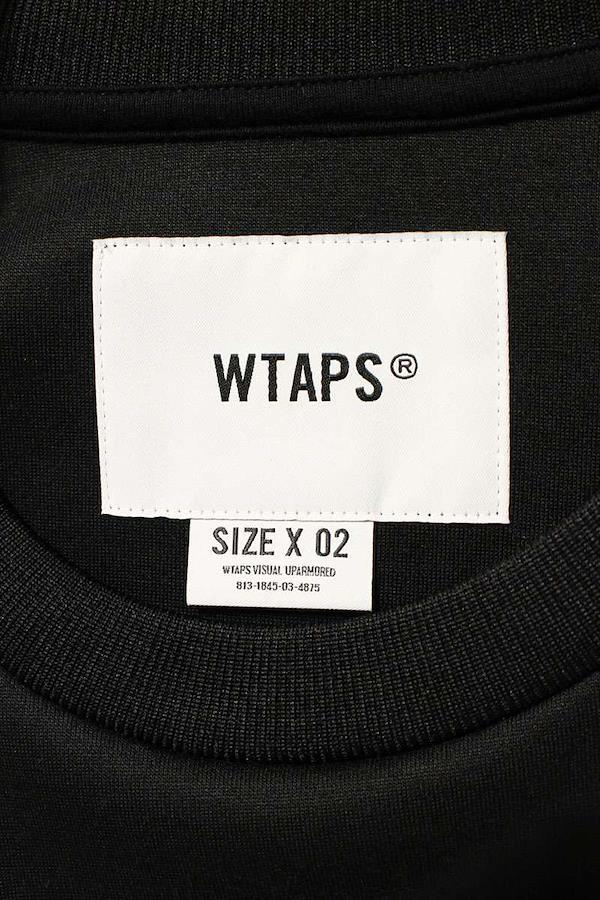 WTAPS®
SIZE X 02
WTAPS VISUAL UPARMORED
813-1845-03-4875